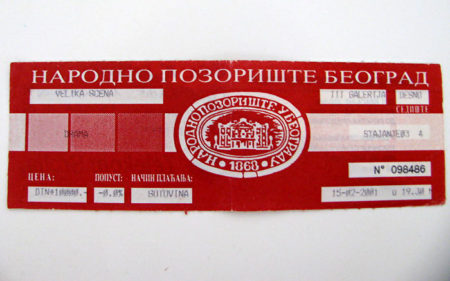 НАРОДНО ПОЗОРИШТЕ БЕОГРАД
VELIKA SCENA
III GALERIJA DESNO
СЕДИШТЕ
DRAMA
STAJANJE03 4
НАРОДНО ПОЗОРИШТЕ У БЕОГРАДУ
· 1868 ·
N° 098486
ЦЕНА: ПОПУСТ: НАЧИН ПЛАЋАЊА:
DIN*10000.- -0.0% GOTOVINA
15-02-2001 u 19.30 h